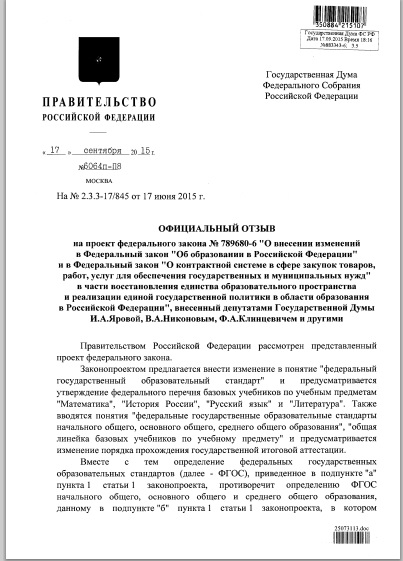 350884"215107
Государственная Дума ФС РФ
Дата 17.09.2015 Время 18:16
№883343-6; 3.5
Государственная Дума
Федерального Собрания
Российской Федерации
ПРАВИТЕЛЬСТВО
РОССИЙСКОЙ ФЕДЕРАЦИИ
« 17 » сентября 20 15 г.
№6064п-П8
МОСКВА
На № 2.3.3-17/845 от 17 июня 2015 г.
ОФИЦИАЛЬНЫЙ ОТЗЫВ
на проект федерального закона № 789680-6 "О внесении изменений
в Федеральный закон "Об образовании в Российской Федерации"
и в Федеральный закон "О контрактной системе в сфере закупок товаров,
работ, услуг для обеспечения государственных и муниципальных нужд"
в части восстановления единства образовательного пространства
и реализации единой государственной политики в области образования
в Российской Федерации", внесенный депутатами Государственной Думы
И.А.Яровой, В.А.Никоновым, Ф.А.Клинцевичем и другими
Правительством Российской Федерации рассмотрен представленный
проект федерального закона.
Законопроектом предлагается внести изменение в понятие "федеральный
государственный образовательный стандарт" и предусматривается
утверждение федерального перечня базовых учебников по учебным предметам
"Математика", "История России", "Русский язык" и "Литература". Также
вводятся понятия "федеральные государственные образовательные стандарты
начального общего, основного общего, среднего общего образования", "общая
линейка базовых учебников по учебному предмету" и предусматривается
изменение порядка прохождения государственной итоговой аттестации.
Вместе с тем определение федеральных государственных
образовательных стандартов (далее - ФГОС), приведенное в подпункте "а"
пункта 1 статьи 1 законопроекта, противоречит определению ФГОС
начального общего, основного общего и среднего общего образования,
данному в подпункте "б" пункта 1 статьи 1 законопроекта, в котором
25073113.doc